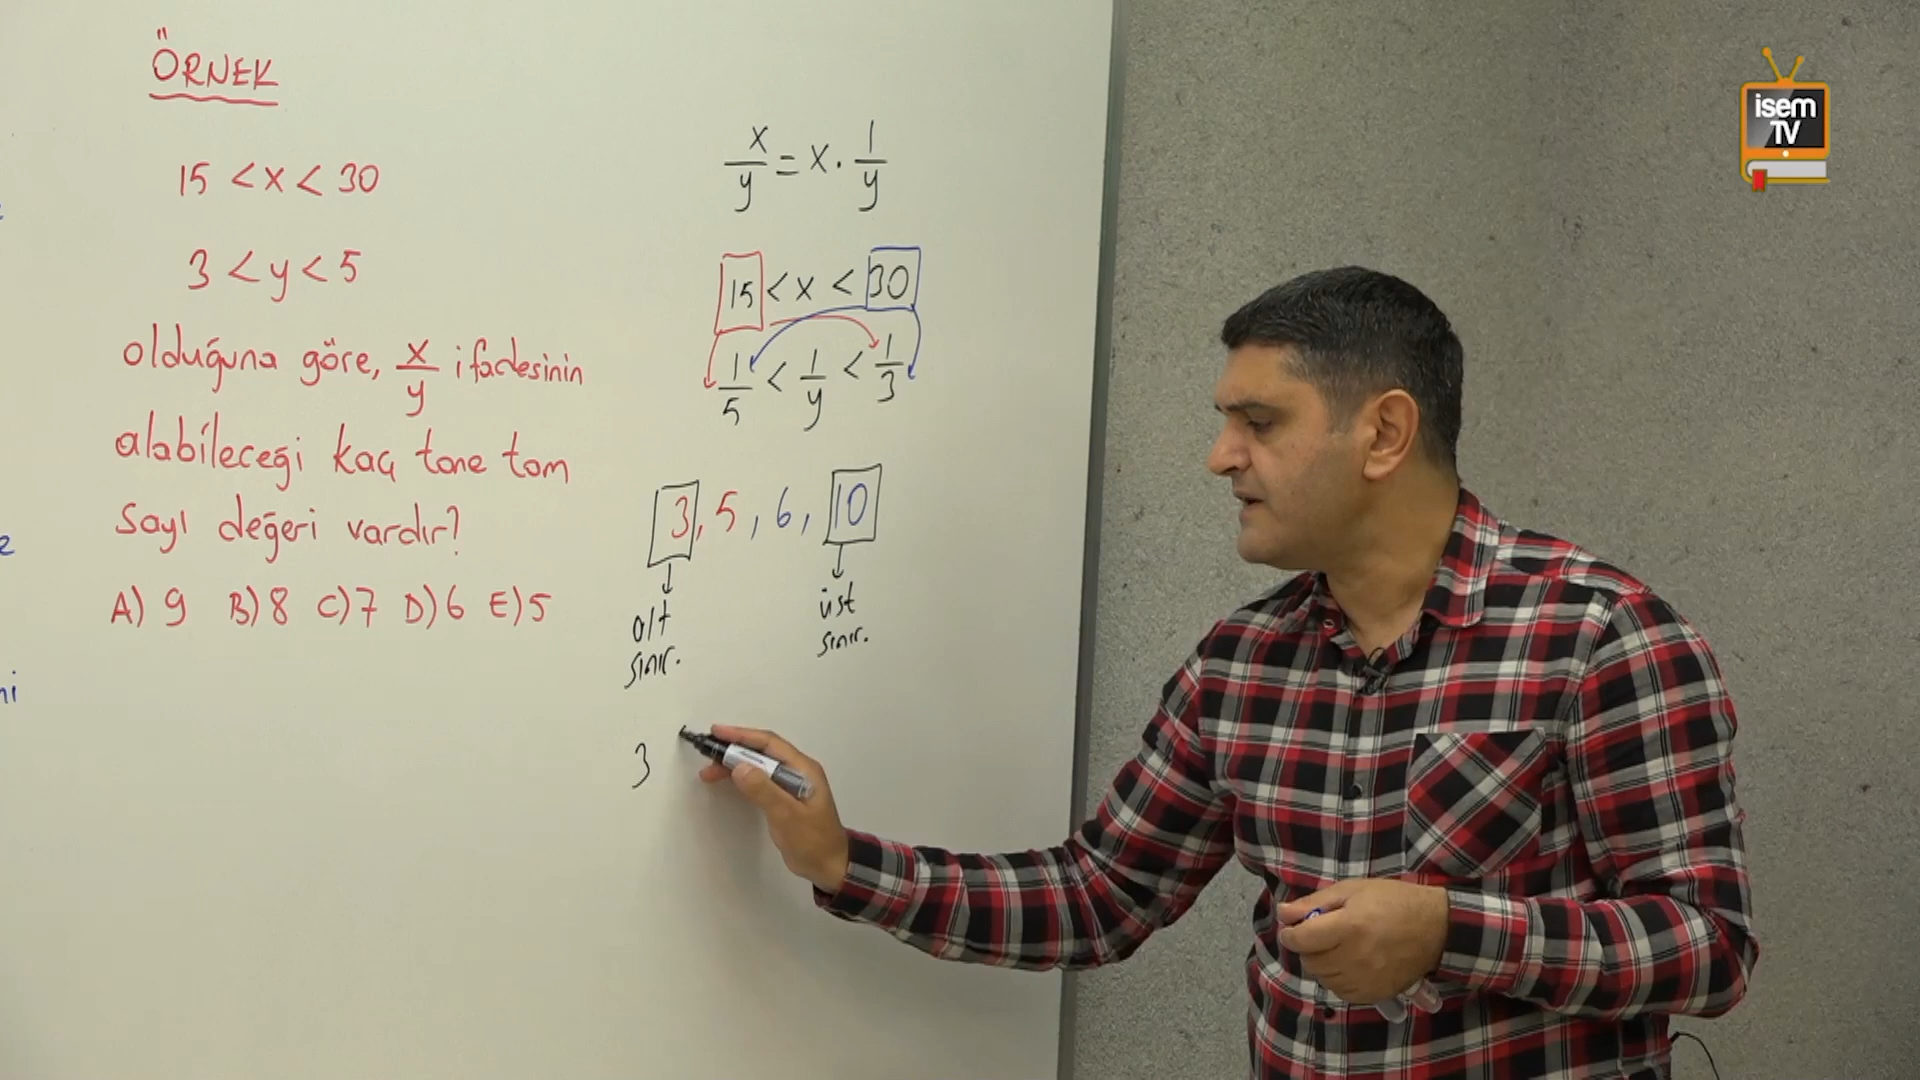 ÖRNEK
15 < x < 30
3 < y < 5
olduğuna göre, x/y ifadesinin
alabileceği kaç tane tam
sayı değeri vardır?
A) 9 B) 8 C) 7 D) 6 E) 5
x/y = x · 1/y
15 < x < 30
1/5 < 1/y < 1/3
3, 5, 6, 10
alt
sınır.
üst
sınır.
3
isem
TV